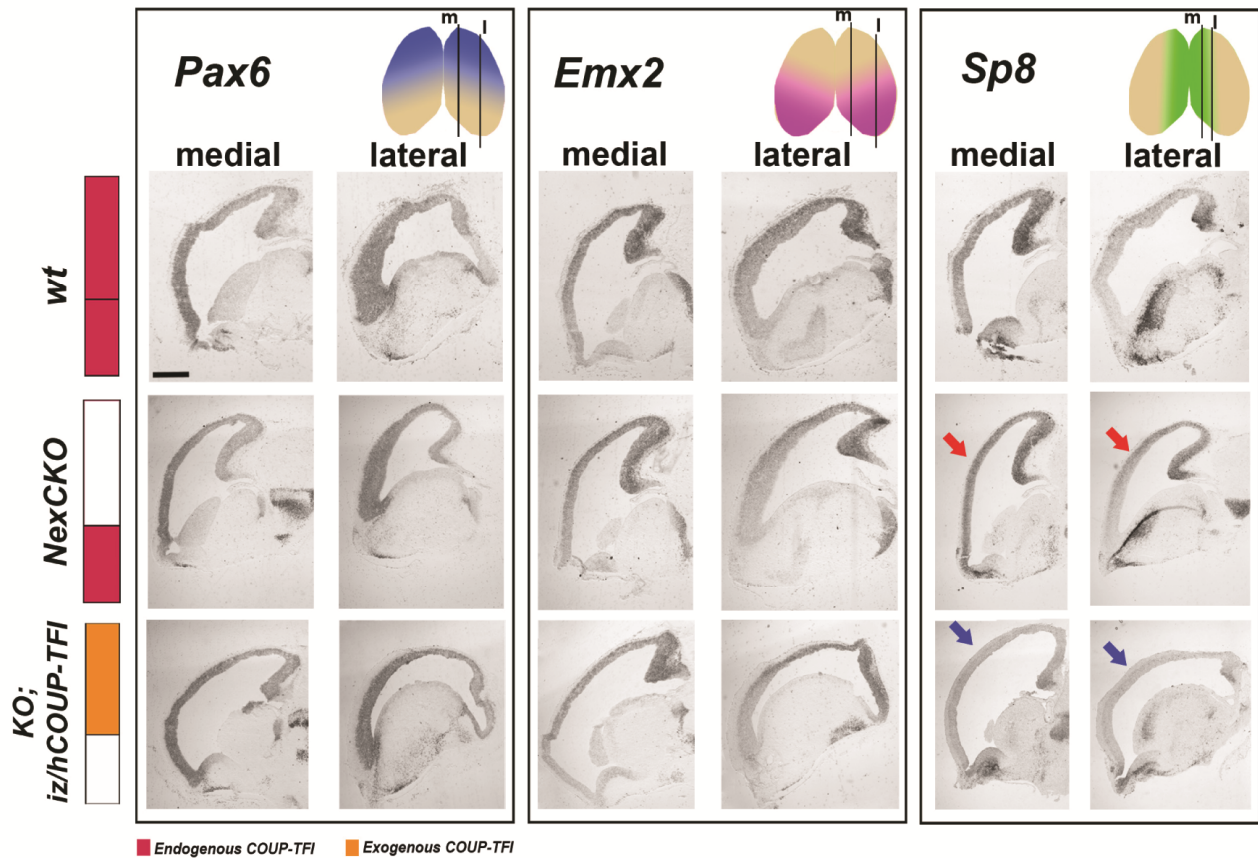 Pax6
m
l
medial
lateral
Emx2
m
l
medial
lateral
Sp8
m
l
medial
lateral
wt
NexCKO
KO;
iz/hCOUP-TFI
Endogenous COUP-TFI
Exogenous COUP-TFI